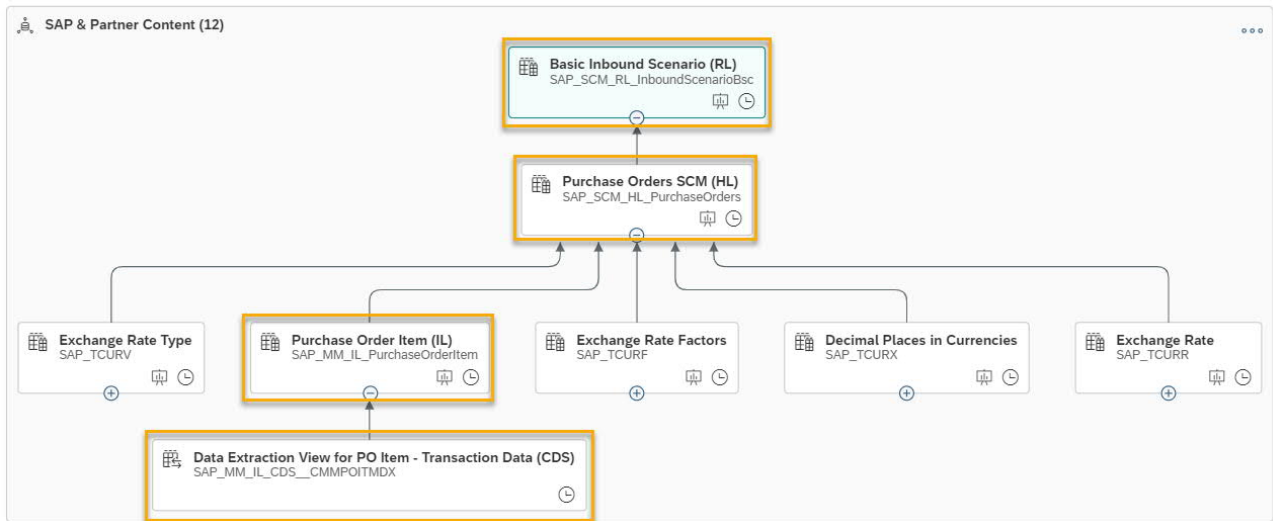 SAP & Partner Content (12)
Basic Inbound Scenario (RL)
SAP_SCM_RL_InboundScenarioBsc
Purchase Orders SCM (HL)
SAP_SCM_HL_PurchaseOrders
Exchange Rate Type
SAP_TCURV
Purchase Order Item (IL)
SAP_MM_IL_PurchaseOrderItem
Exchange Rate Factors
SAP_TCURF
Decimal Places in Currencies
SAP_TCURX
Exchange Rate
SAP_TCURR
Data Extraction View for PO Item - Transaction Data (CDS)
SAP_MM_IL_CDS__CMMPOITMDX